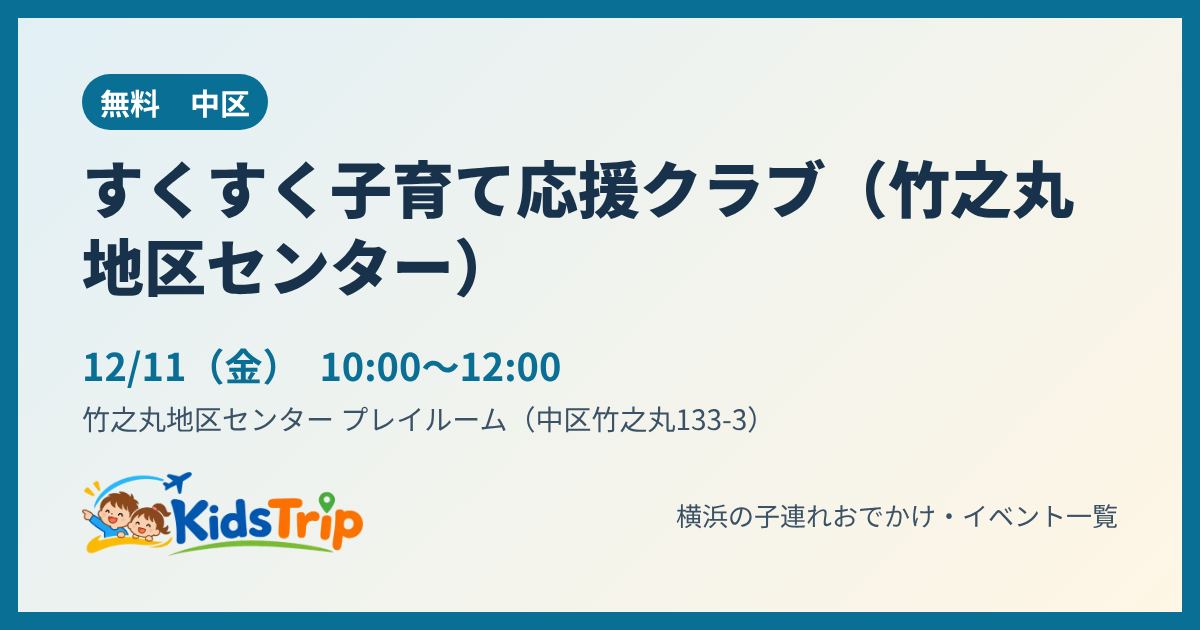 無料　中区
すくすく子育て応援クラブ（竹之丸
地区センター）
12/11（金）　10:00～12:00
竹之丸地区センター プレイルーム（中区竹之丸133-3）
KidsTrip
横浜の子連れおでかけ・イベント一覧